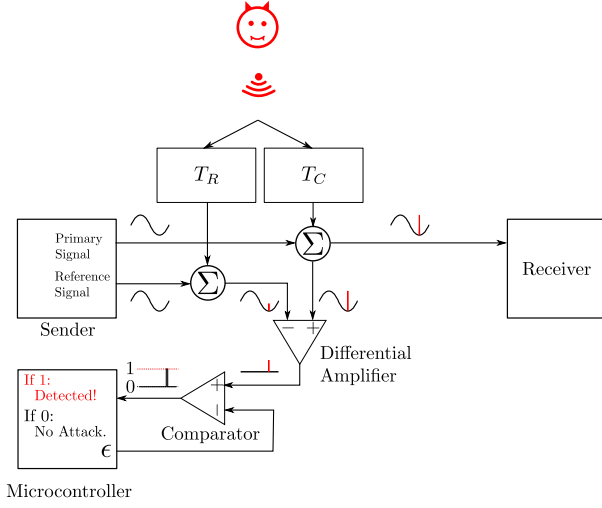 T_R
T_C
Primary
Signal
Σ
Reference
Signal
Σ
Receiver
Sender
− +
Differential
Amplifier
If 1:
Detected!
If 0:
No Attack.
ϵ
1
0
+
−
Comparator
Microcontroller